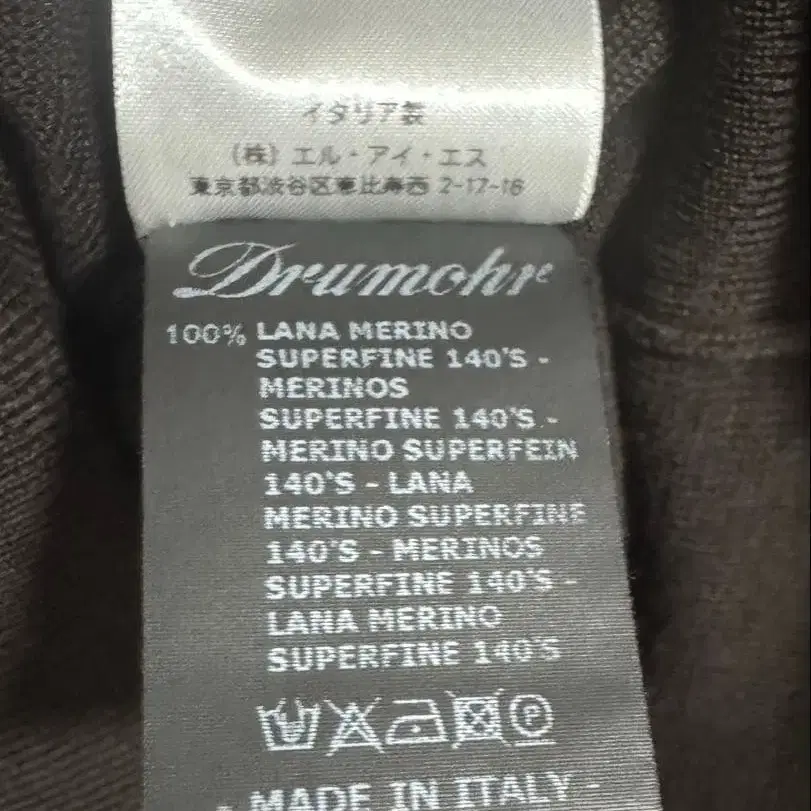 イタリア製
(株) エル・アイ・エス
東京都渋谷区恵比寿西 2-17-16
Drumohr
100% LANA MERINO
SUPERFINE 140'S -
MERINOS
SUPERFINE 140'S -
MERINO SUPERFEIN
140'S - LANA
MERINO SUPERFINE
140'S - MERINOS
SUPERFINE 140'S -
LANA MERINO
SUPERFINE 140'S
P
- MADE IN ITALY -